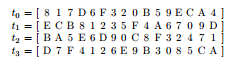 t₀ = [ 8 1 7 D 6 F 3 2 0 B 5 9 E C A 4 ]
t₁ = [ E C B 8 1 2 3 5 F 4 A 6 7 0 9 D ]
t₂ = [ B A 5 E 6 D 9 0 C 8 F 3 2 4 7 1 ]
t₃ = [ D 7 F 4 1 2 6 E 9 B 3 0 8 5 C A ]